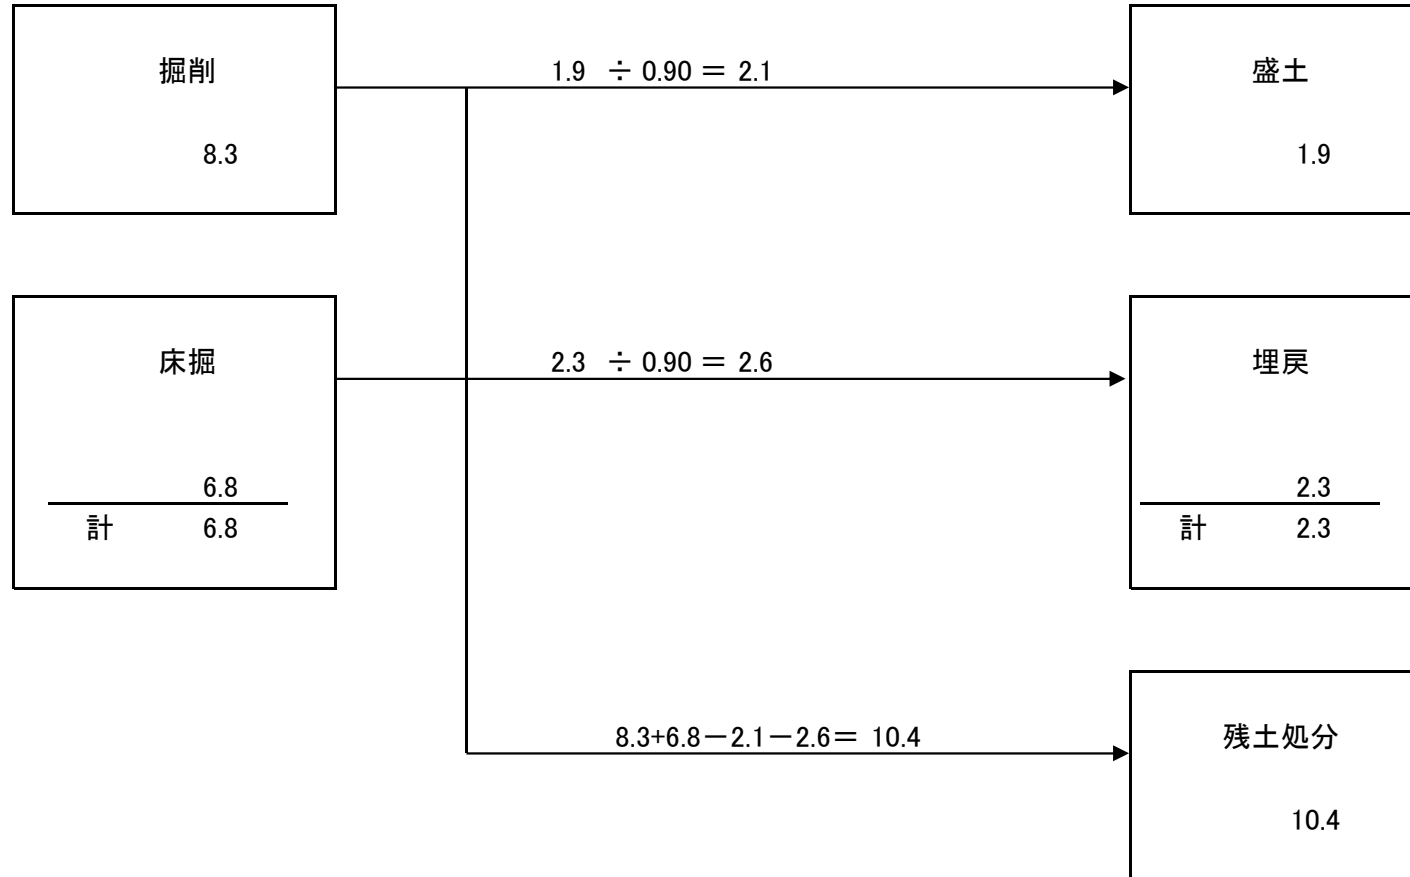 掘削
1.9 ÷ 0.90 = 2.1
盛土
8.3
1.9
床掘
2.3 ÷ 0.90 = 2.6
埋戻
6.8
2.3
計 6.8
計 2.3
8.3+6.8-2.1-2.6= 10.4
残土処分
10.4